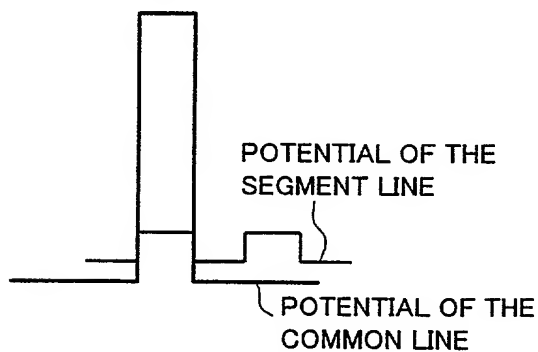 POTENTIAL OF THE
SEGMENT LINE
POTENTIAL OF THE
COMMON LINE